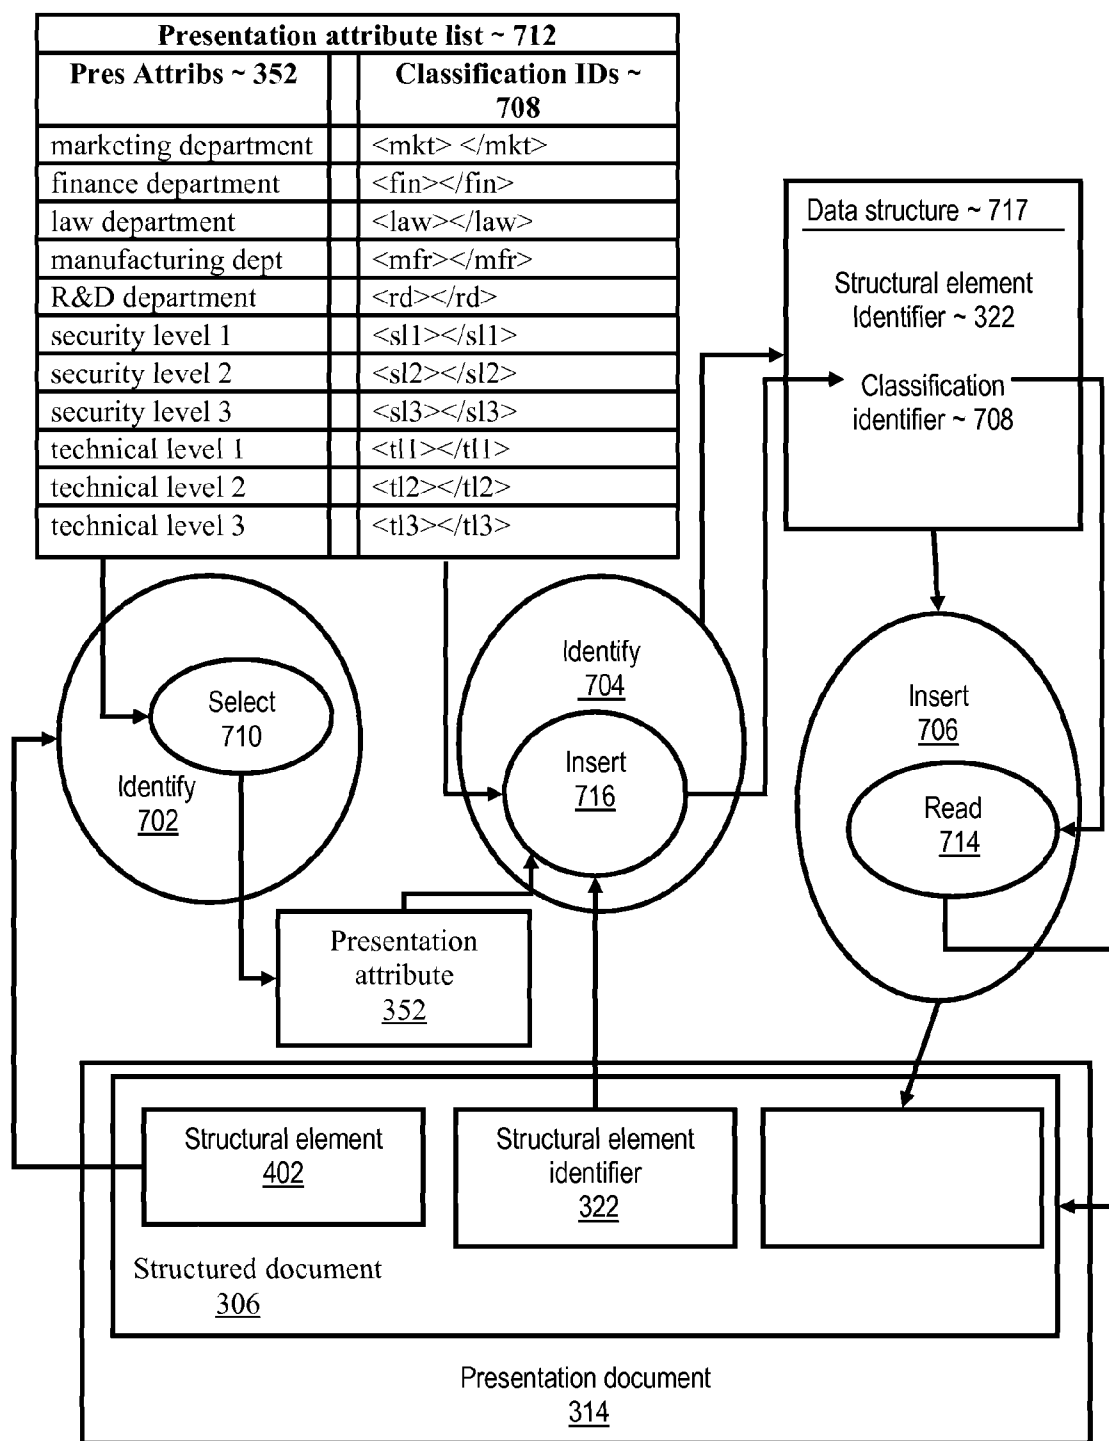 Presentation attribute list ~ 712
Pres Attribs ~ 352 Classification IDs ~
708
marketing department <mkt> </mkt>
finance department <fin></fin>
law department <law></law>
manufacturing dept <mfr></mfr>
R&D department <rd></rd>
security level 1 <sl1></sl1>
security level 2 <sl2></sl2>
security level 3 <sl3></sl3>
technical level 1 <tl1></tl1>
technical level 2 <tl2></tl2>
technical level 3 <tl3></tl3>
Data structure ~ 717
Structural element
Identifier ~ 322
Classification
identifier ~ 708
Select
710
Identify
702
Identify
704
Insert
716
Insert
706
Read
714
Presentation
attribute
352
Structural element
402
Structural element
identifier
322
Structured document
306
Presentation document
314